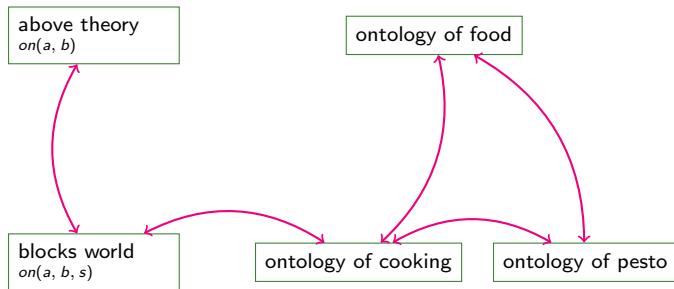 above theory
on(a, b)
ontology of food
blocks world
on(a, b, s)
ontology of cooking
ontology of pesto